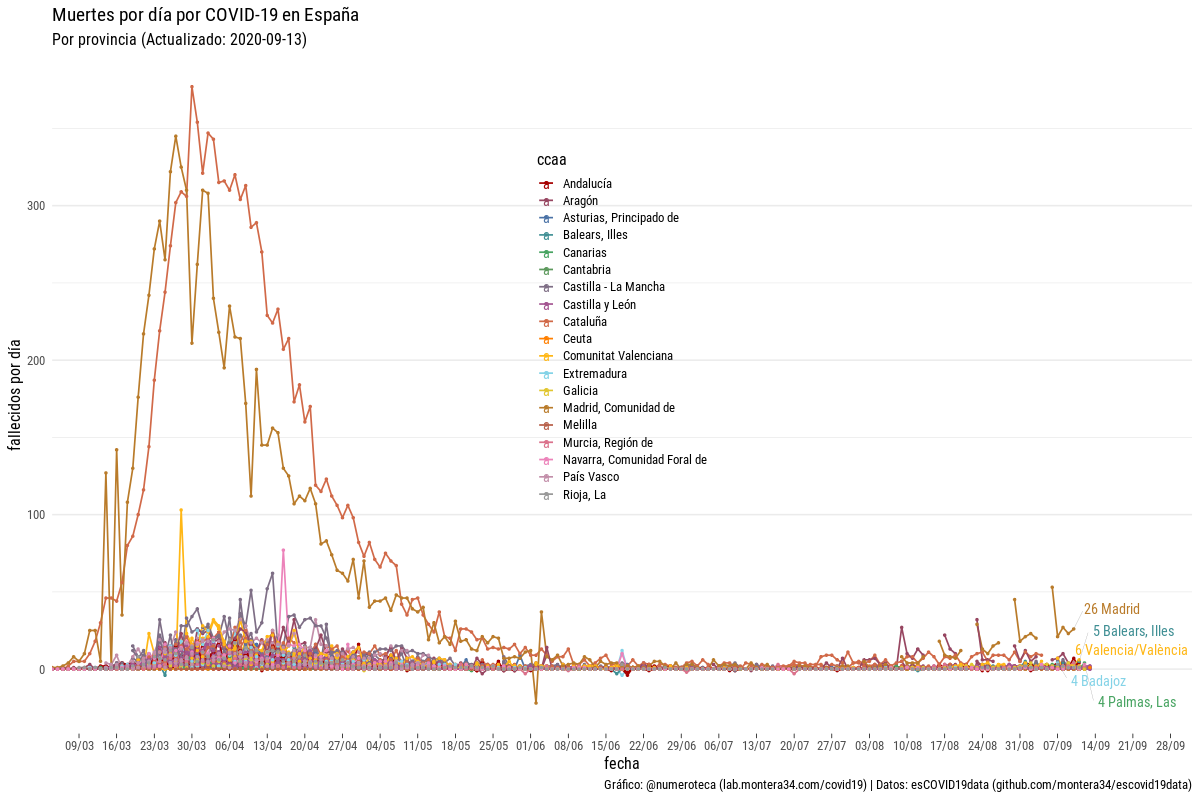 Muertes por día por COVID-19 en España
Por provincia (Actualizado: 2020-09-13)
fallecidos por día
300
200
100
0
ccaa
Andalucía
Aragón
Asturias, Principado de
Balears, Illes
Canarias
Cantabria
Castilla - La Mancha
Castilla y León
Cataluña
Ceuta
Comunitat Valenciana
Extremadura
Galicia
Madrid, Comunidad de
Melilla
Murcia, Región de
Navarra, Comunidad Foral de
País Vasco
Rioja, La
26 Madrid
5 Balears, Illes
6 Valencia/València
4 Badajoz
4 Palmas, Las
09/03 16/03 23/03 30/03 06/04 13/04 20/04 27/04 04/05 11/05 18/05 25/05 01/06 08/06 15/06 22/06 29/06 06/07 13/07 20/07 27/07 03/08 10/08 17/08 24/08 31/08 07/09 14/09 21/09 28/09
fecha
Gráfico: @numeroteca (lab.montera34.com/covid19) | Datos: esCOVID19data (github.com/montera34/escovid19data)